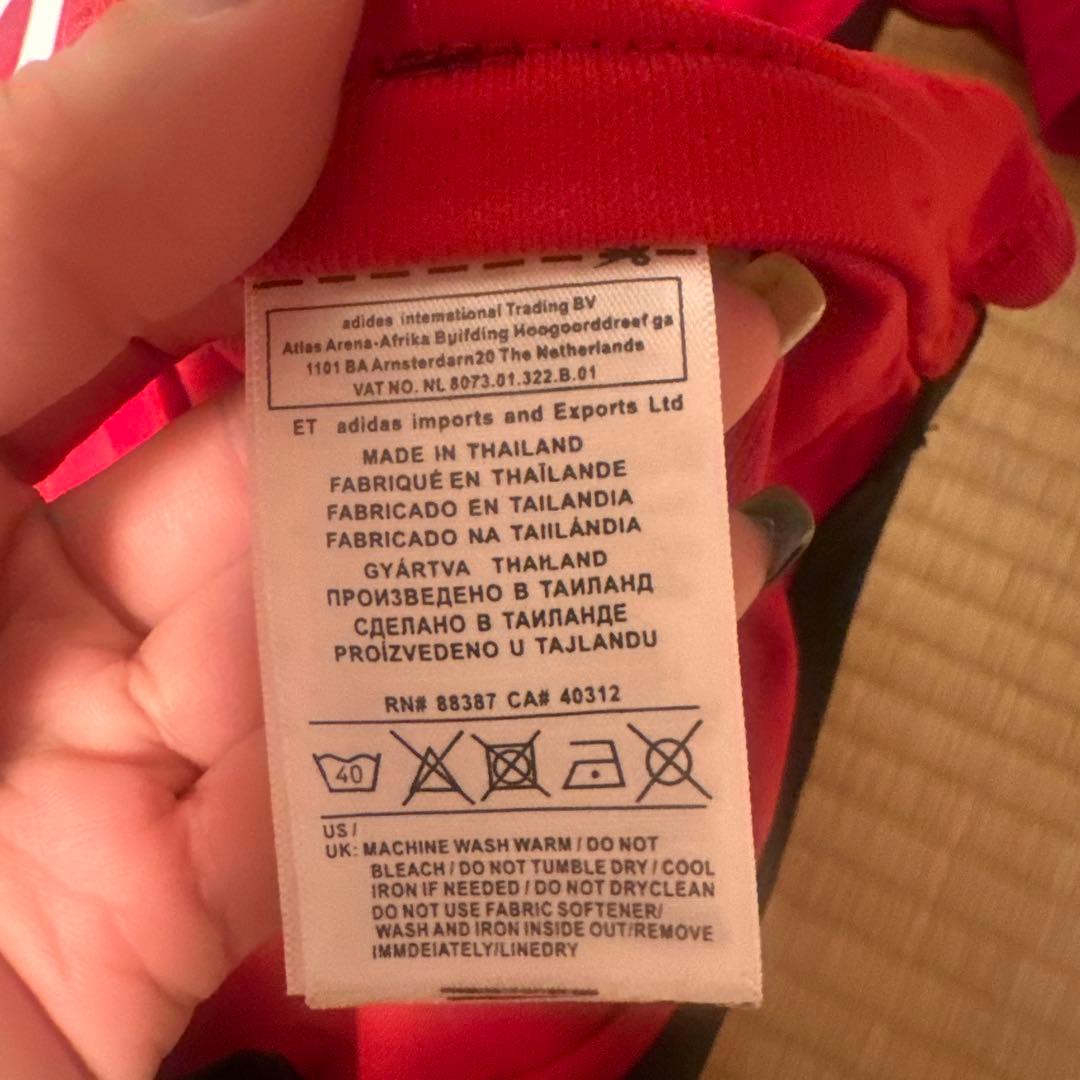 adidas international Trading BV
Atlas Arena-Afrika Byifding Hoogoorddreef ga
1101 BA Arnsterdarn20 The Netherlands
VAT NO. NL 8073.01.322.B.01
ET adidas imports and Exports Ltd
MADE IN THAILAND
FABRIQUÉ EN THAÏLANDE
FABRICADO EN TAILANDIA
FABRICADO NA TAIILÁNDIA
GYÁRTVA THAILAND
ПРОИЗВЕДЕНО В ТАИЛАНД
СДЕЛАНО В ТАИЛАНДЕ
PROÍZVEDENO U TAJLANDU
RN# 88387 CA# 40312
40
US /
UK: MACHINE WASH WARM / DO NOT
BLEACH / DO NOT TUMBLE DRY / COOL
IRON IF NEEDED / DO NOT DRYCLEAN
DO NOT USE FABRIC SOFTENER/
WASH AND IRON INSIDE OUT/REMOVE
IMMDEIATELY/LINEDRY